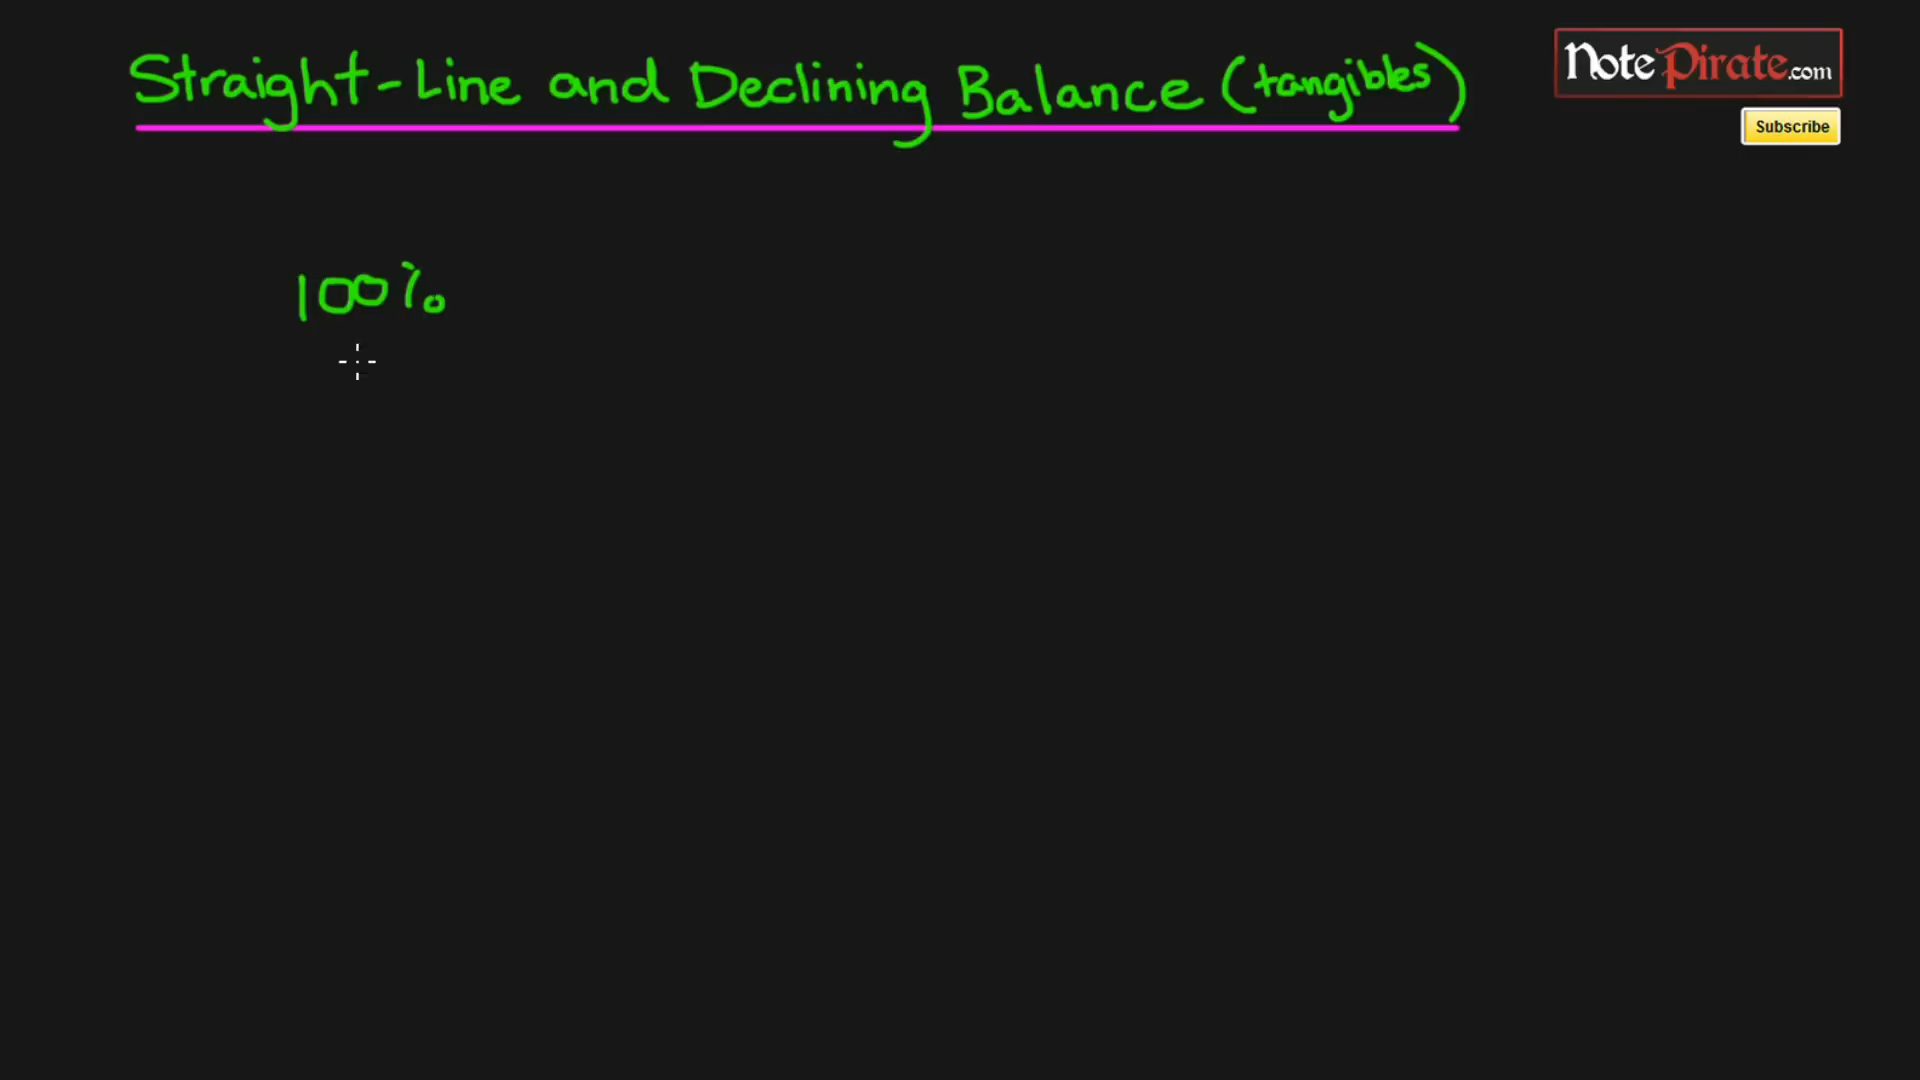 Straight-Line and Declining Balance (tangibles)
NotePirate.com
Subscribe
100%